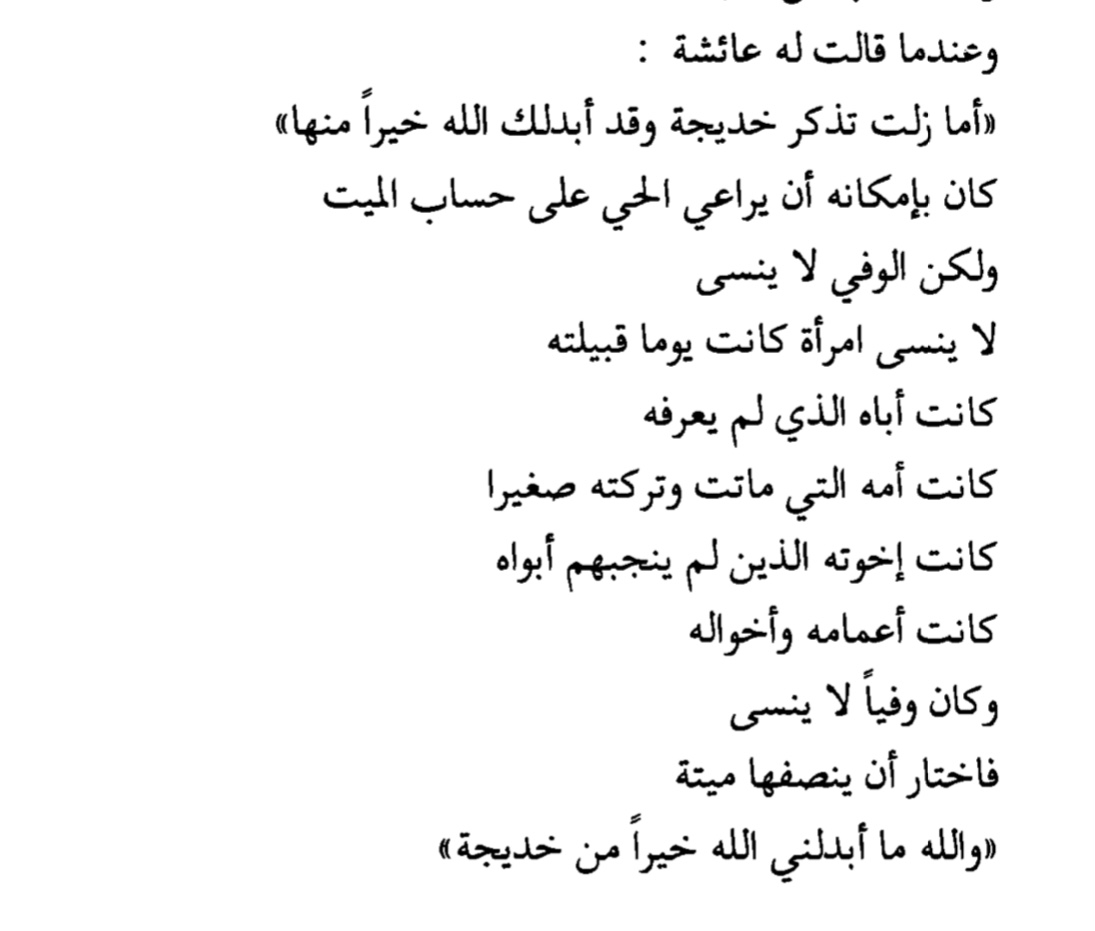 وعندما قالت له عائشة :
«أما زلت تذكر خديجة وقد أبدلك الله خيراً منها»
كان بإمكانه أن يراعي الحي على حساب الميت
ولكن الوفي لا ينسى
لا ينسى امرأة كانت يوما قبيلته
كانت أباه الذي لم يعرفه
كانت أمه التي ماتت وتركته صغيرا
كانت إخوته الذين لم ينجبهم أبواه
كانت أعمامه وأخواله
وكان وفياً لا ينسى
فاختار أن ينصفها ميتة
«والله ما أبدلني الله خيراً من خديجة»